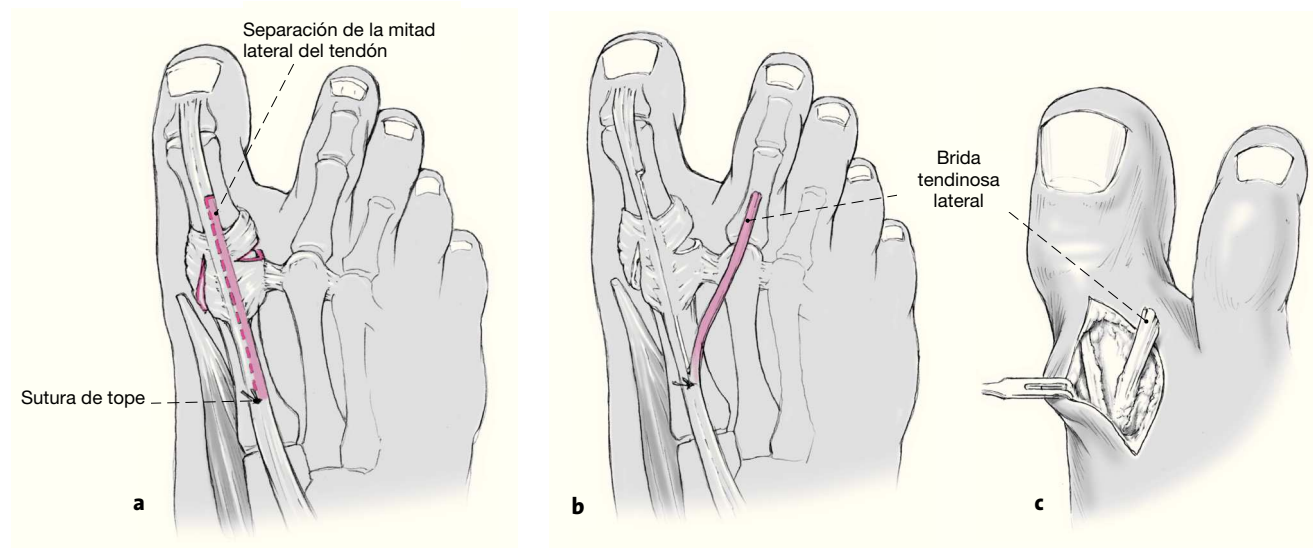 Separación de la mitad
lateral del tendón
Sutura de tope
a
Brida
tendinosa
lateral
b
c